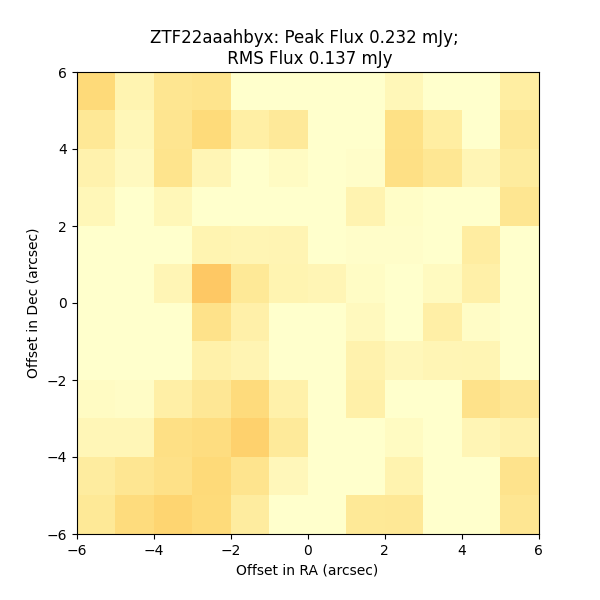 ZTF22aaahbyx: Peak Flux 0.232 mJy;
RMS Flux 0.137 mJy
6
4
2
0
−2
−4
−6
Offset in Dec (arcsec)
−6 −4 −2 0 2 4 6
Offset in RA (arcsec)